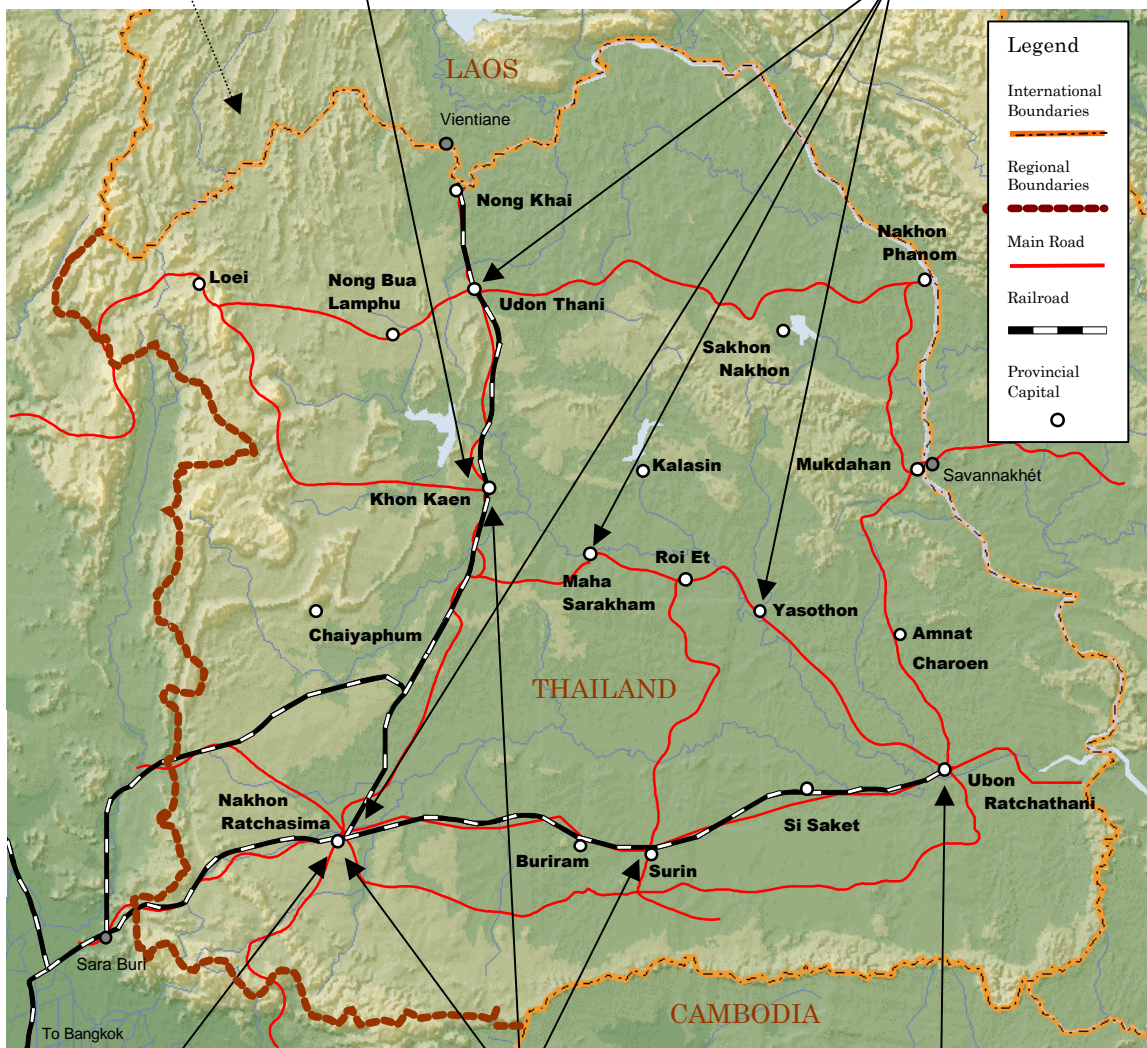 LAOS
Vientiane
Nong Khai
Nakhon
Phanom
Loei
Nong Bua
Lamphu
Udon Thani
Sakhon
Nakhon
Khon Kaen
Kalasin
Mukdahan
Savannakhét
Maha
Sarakham
Roi Et
Yasothon
Chaiyaphum
Amnat
Charoen
THAILAND
Nakhon
Ratchasima
Buriram
Surin
Si Saket
Ubon
Ratchathani
Sara Buri
To Bangkok
CAMBODIA
Legend
International
Boundaries
Regional
Boundaries
Main Road
Railroad
Provincial
Capital